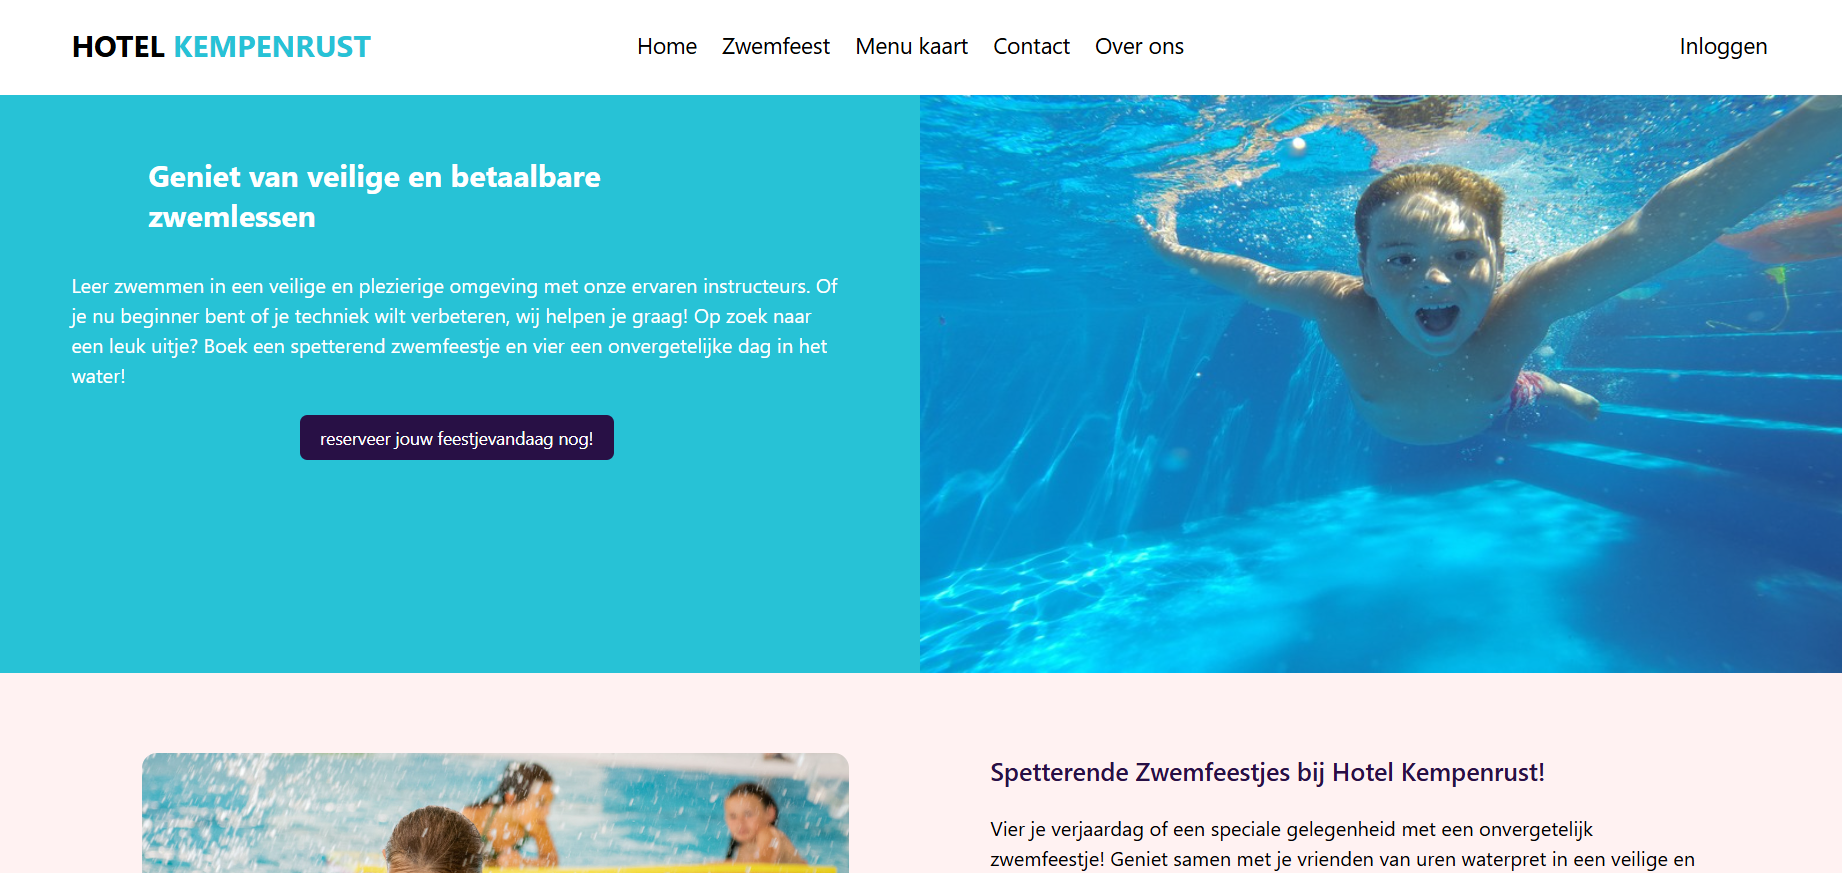 HOTEL KEMPENRUST
Home Zwemfeest Menu kaart Contact Over ons
Inloggen
Geniet van veilige en betaalbare
zwemlessen
Leer zwemmen in een veilige en plezierige omgeving met onze ervaren instructeurs. Of
je nu beginner bent of je techniek wilt verbeteren, wij helpen je graag! Op zoek naar
een leuk uitje? Boek een spetterend zwemfeestje en vier een onvergetelijke dag in het
water!
reserveer jouw feestjevandaag nog!
Spetterende Zwemfeestjes bij Hotel Kempenrust!
Vier je verjaardag of een speciale gelegenheid met een onvergetelijk
zwemfeestje! Geniet samen met je vrienden van uren waterpret in een veilige en